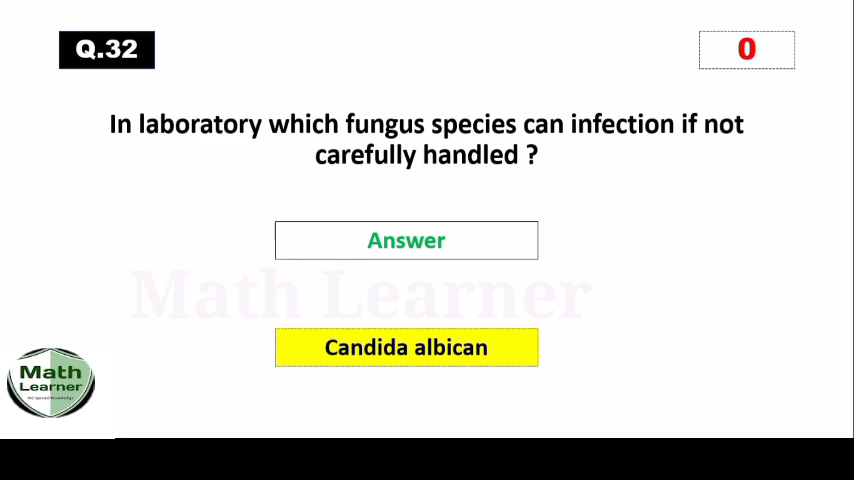 Q.32
0
In laboratory which fungus species can infection if not
carefully handled ?
Answer
Math Learner
Candida albican
Math
Learner